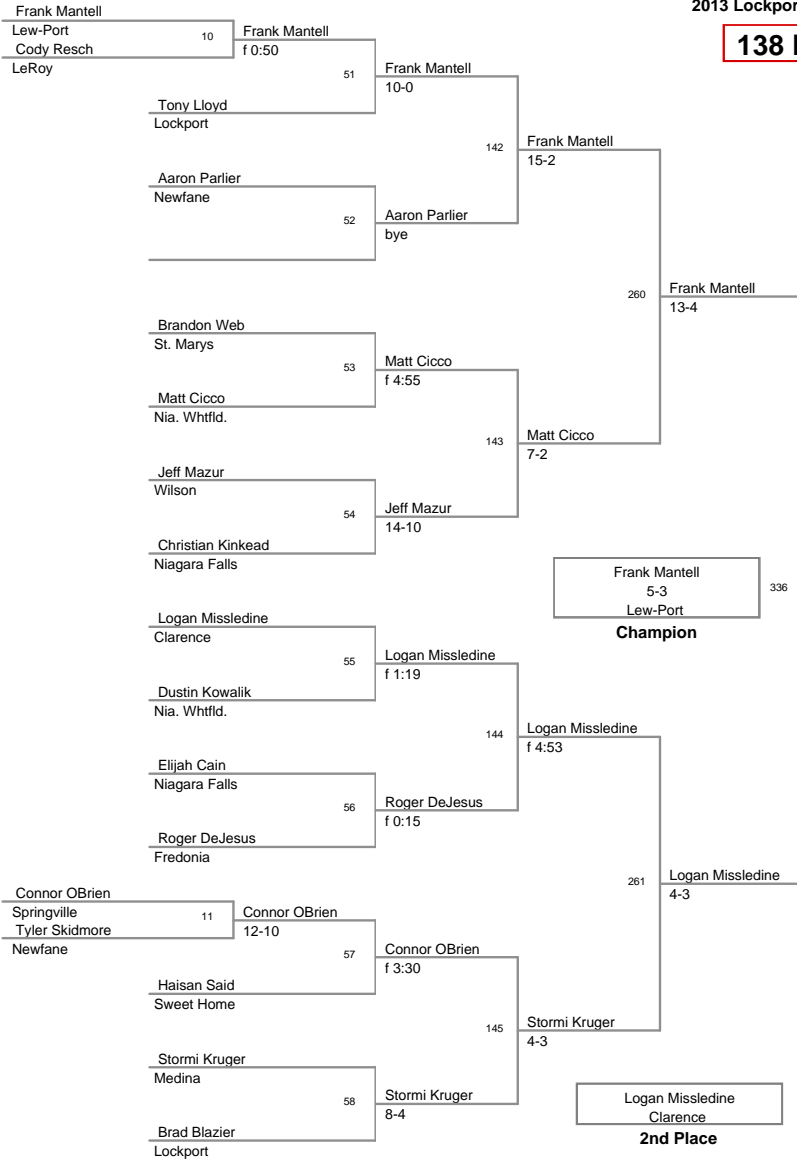 2013 Lockpor
138
Frank Mantell
Lew-Port
10
Cody Resch
LeRoy
Frank Mantell
f 0:50
51
Tony Lloyd
Lockport
Frank Mantell
10-0
Aaron Parlier
Newfane
52
Aaron Parlier
bye
142
Frank Mantell
15-2
Brandon Web
St. Marys
53
Matt Cicco
Nia. Whtfld.
Matt Cicco
f 4:55
Jeff Mazur
Wilson
54
Christian Kinkead
Niagara Falls
Jeff Mazur
14-10
143
Matt Cicco
7-2
260
Frank Mantell
13-4
Frank Mantell
5-3
Lew-Port
336
Champion
Logan Missledine
Clarence
55
Dustin Kowalik
Nia. Whtfld.
Logan Missledine
f 1:19
Elijah Cain
Niagara Falls
56
Roger DeJesus
Fredonia
Roger DeJesus
f 0:15
144
Logan Missledine
f 4:53
Connor OBrien
Springville
11
Tyler Skidmore
Newfane
Connor OBrien
12-10
57
Haisan Said
Sweet Home
Connor OBrien
f 3:30
Stormi Kruger
Medina
58
Brad Blazier
Lockport
Stormi Kruger
8-4
145
Stormi Kruger
4-3
261
Logan Missledine
4-3
Logan Missledine
Clarence
2nd Place